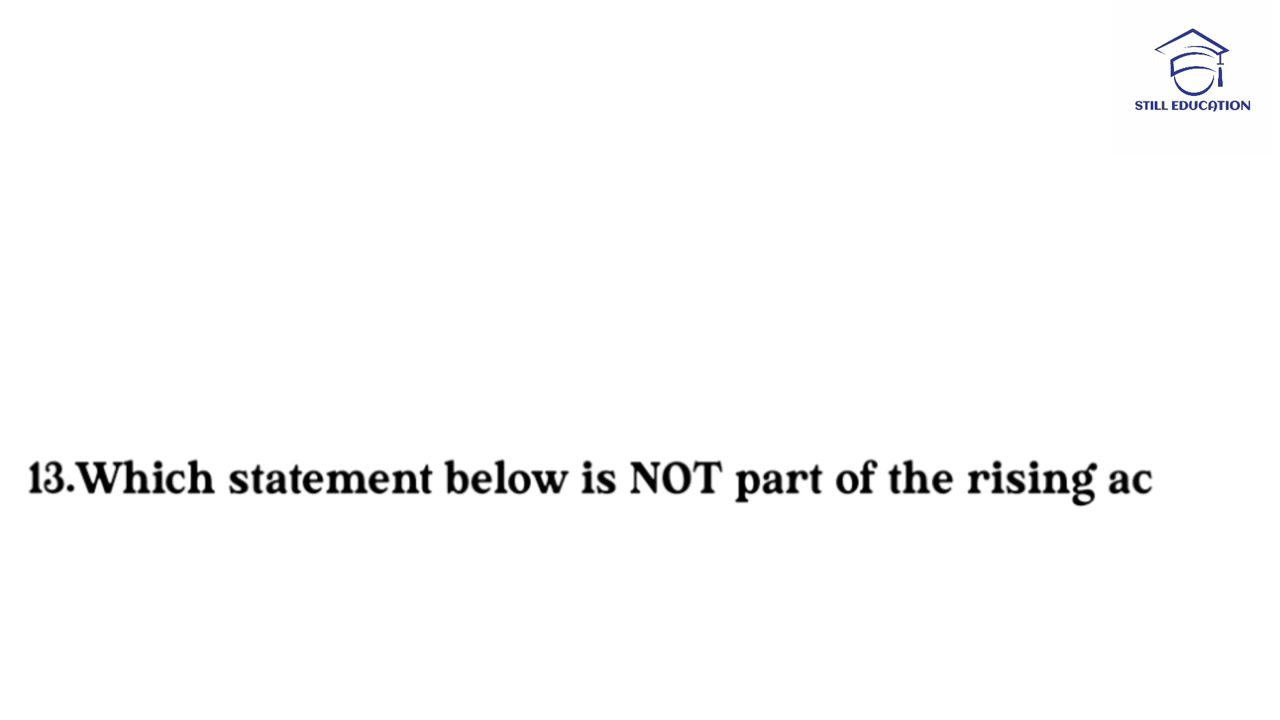 STILL EDUCATION
13.Which statement below is NOT part of the rising ac